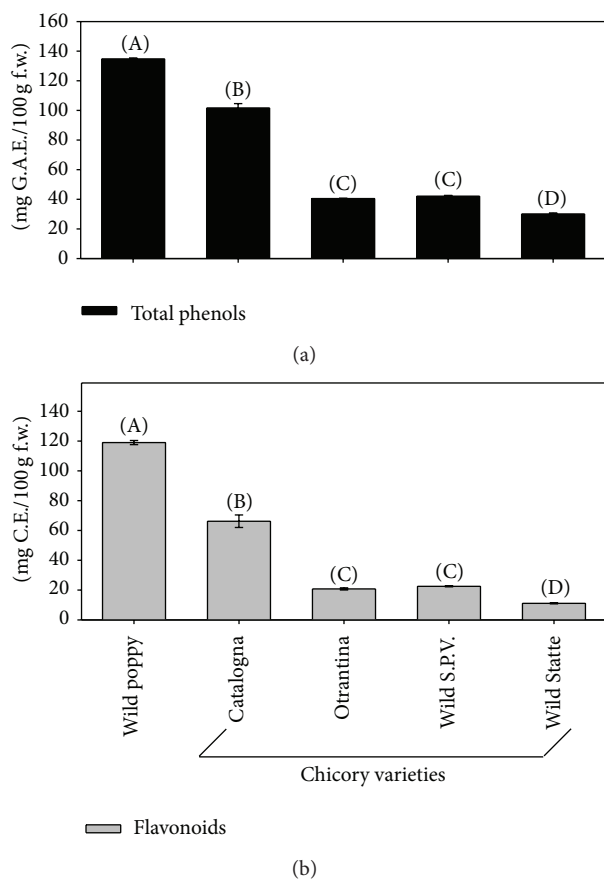 160
140
120
100
80
60
40
20
0
(mg G.A.E./100 g f.w.)
(A)
(B)
(C)
(C)
(D)
Total phenols
(a)
140
120
100
80
60
40
20
0
(mg C.E./100 g f.w.)
(A)
(B)
(C)
(C)
(D)
Wild poppy
Catalogna
Otrantina
Wild S.P.V.
Wild Statte
Chicory varieties
Flavonoids
(b)